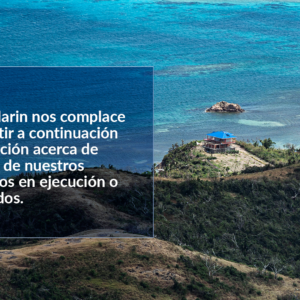 larin nos complace
tir a continuación
ción acerca de
de nuestros
os en ejecución o
dos.